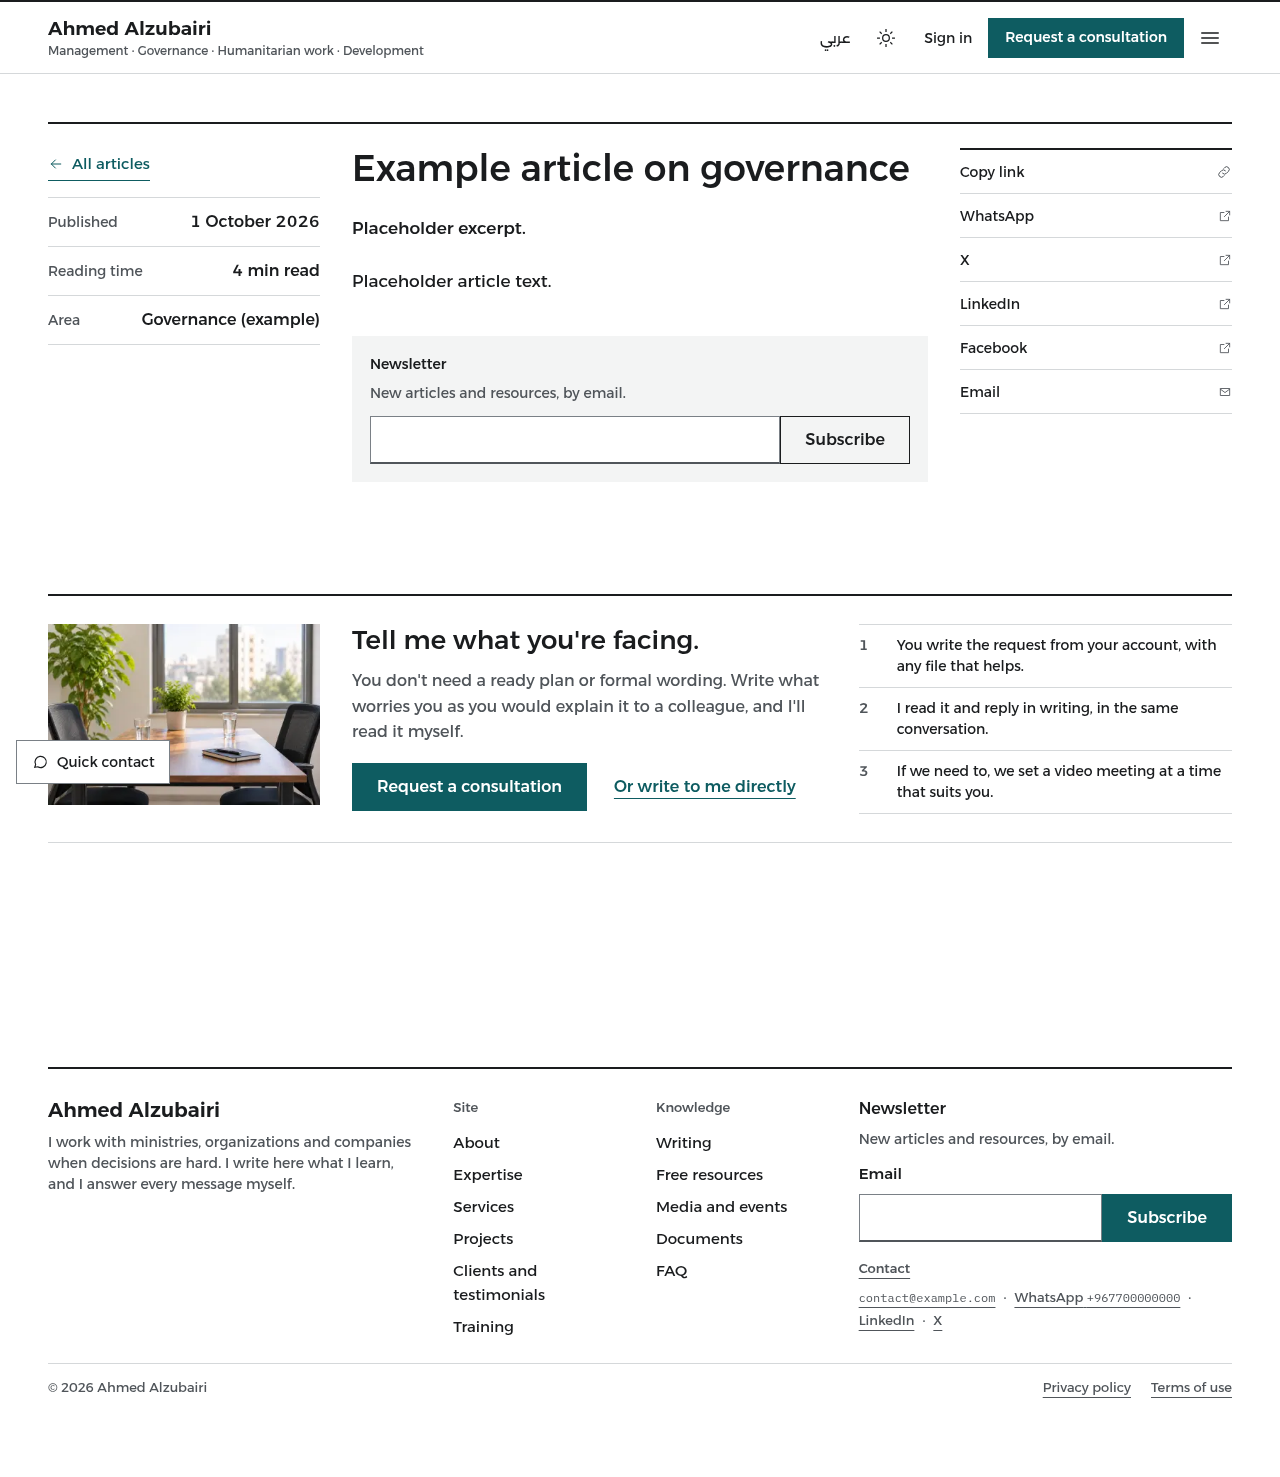 Ahmed Alzubairi
Management · Governance · Humanitarian work · Development
عربي
Sign in
Request a consultation
All articles
Published 1 October 2026
Reading time 4 min read
Area Governance (example)
Example article on governance
Placeholder excerpt.
Placeholder article text.
Newsletter
New articles and resources, by email.
Subscribe
Copy link
WhatsApp
X
LinkedIn
Facebook
Email
Tell me what you're facing.
You don't need a ready plan or formal wording. Write what
worries you as you would explain it to a colleague, and I'll
read it myself.
Request a consultation
Or write to me directly
1 You write the request from your account, with
any file that helps.
2 I read it and reply in writing, in the same
conversation.
3 If we need to, we set a video meeting at a time
that suits you.
Quick contact
Ahmed Alzubairi
I work with ministries, organizations and companies
when decisions are hard. I write here what I learn,
and I answer every message myself.
Site
About
Expertise
Services
Projects
Clients and
testimonials
Training
Knowledge
Writing
Free resources
Media and events
Documents
FAQ
Newsletter
New articles and resources, by email.
Email
Subscribe
Contact
contact@example.com · WhatsApp +967700000000 ·
LinkedIn · X
© 2026 Ahmed Alzubairi
Privacy policy
Terms of use